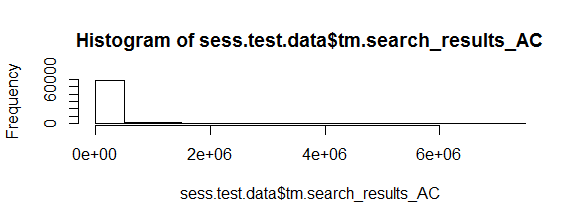 Histogram of sess.test.data$tm.search_results_AC
Frequency
60000
0
0e+00 2e+06 4e+06 6e+06
sess.test.data$tm.search_results_AC